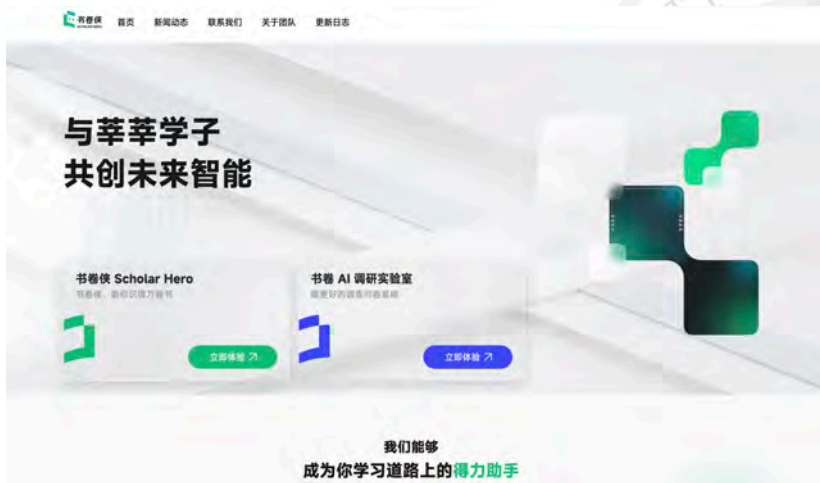 书卷侠
首页 新闻动态 联系我们 关于团队 更新日志
与莘莘学子
共创未来智能
书卷侠 Scholar Hero
书卷 AI 调研实验室
立即体验
立即体验
我们能够
成为你学习道路上的得力助手